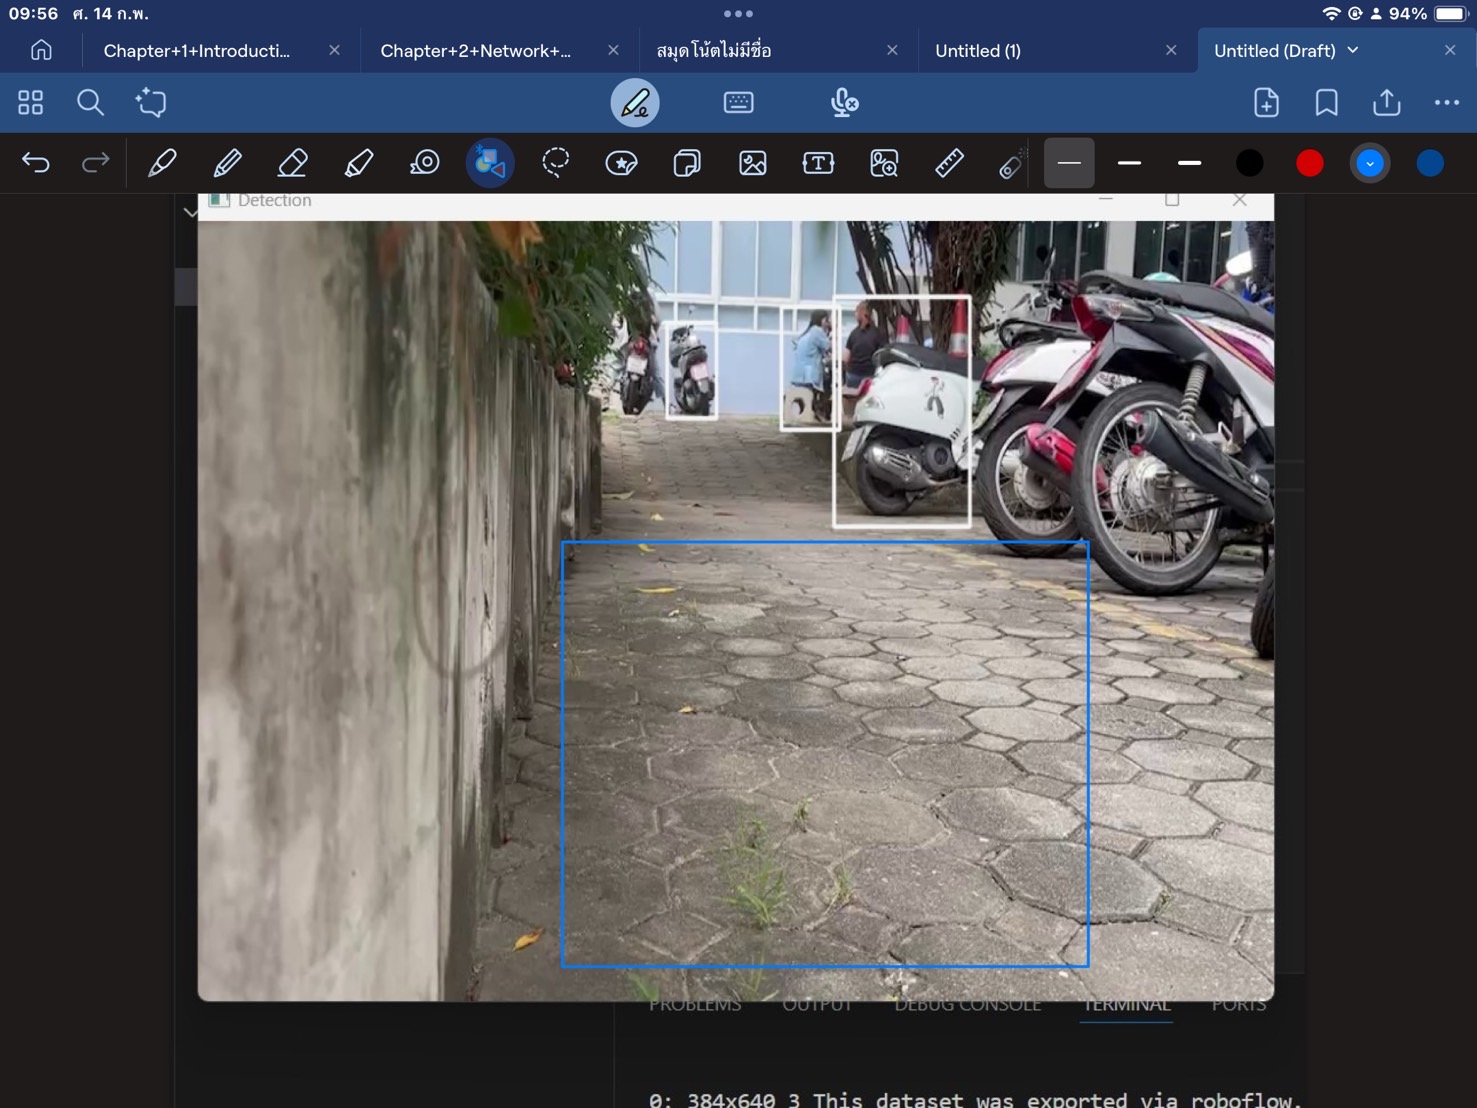 09:56 ศ. 14 ก.พ.
94%
Chapter+1+Introducti...
Chapter+2+Network+...
สมุดโน้ตไม่มีชื่อ
Untitled (1)
Untitled (Draft)
Detection
PROBLEMS OUTPUT DEBUG CONSOLE TERMINAL PORTS
0: 384x640 3 This dataset was exported via roboflow.